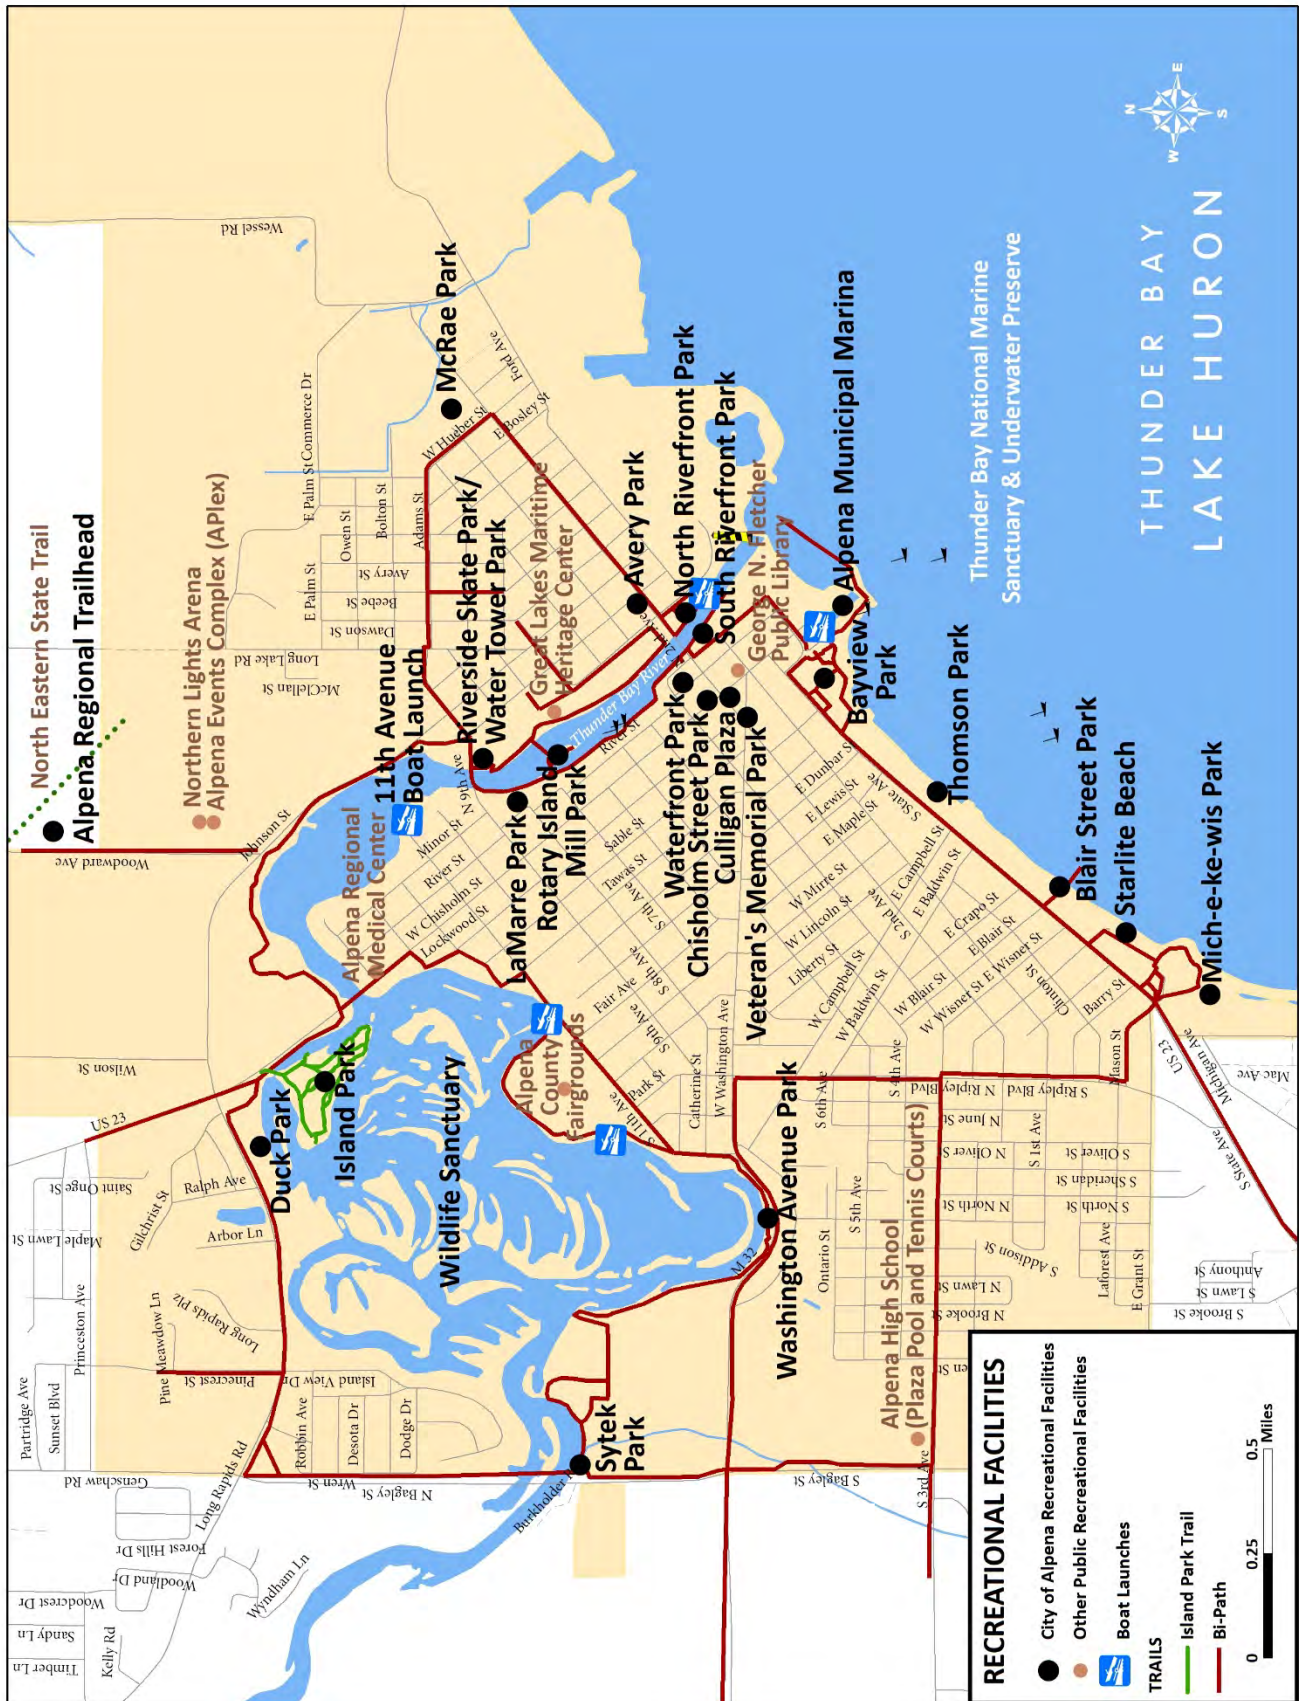 North Eastern State Trail
Alpena Regional Trailhead
Northern Lights Arena
Alpena Events Complex (APlex)
Woodward Ave
Johnson St
Wessel Rd
McRae Park
E Palm St
Commerce Dr
Owen St
Bolton St
Adams St
E Palm St
Avery St
Beebe St
Dawson St
Long Lake Rd
McClellan St
W Hueber St
E Bosley St
Ford Ave
11th Avenue
Boat Launch
Riverside Skate Park/
Water Tower Park
Great Lakes Maritime
Heritage Center
Avery Park
North Riverfront Park
South Riverfront Park
George N. Fletcher
Public Library
Alpena Municipal Marina
Bayview
Park
Thunder Bay River
2nd Ave
River St
N 9th Ave
Alpena Regional
Medical Center
Minor St
River St
W Chisholm St
Lockwood St
LaMarre Park
Rotary Island
Mill Park
Waterfront Park
Chisholm Street Park
Culligan Plaza
Veteran's Memorial Park
Sable St
Tawas St
S 7th Ave
S 8th Ave
Fair Ave
S 9th Ave
Park St
S 11th Ave
Catherine St
W Washington Ave
E Dunbar St
E Lewis St
E Maple St
S State Ave
W Mirre St
W Lincoln St
Liberty St
W Campbell St
W Baldwin St
S 2nd Ave
E Campbell St
E Baldwin St
E Crapo St
E Blair St
E Wisner St
W Blair St
W Wisner St
Clinton St
Barry St
Mason St
Thomson Park
Blair Street Park
Starlite Beach
Mich-e-ke-wis Park
Thunder Bay National Marine
Sanctuary & Underwater Preserve
THUNDER BAY
LAKE HURON
N
E
S
W
Wilson St
US 23
Duck Park
Island Park
Wildlife Sanctuary
Alpena
County
Fairgrounds
Washington Avenue Park
M 32
Saint Onge St
Maple Lawn St
Gilchrist St
Ralph Ave
Arbor Ln
Princeton Ave
Pine Meawdow Ln
Long Rapids Plz
Pinecrest St
Partridge Ave
Sunset Blvd
Island View Dr
Robbin Ave
Desota Dr
Dodge Dr
Genschaw Rd
Long Rapids Rd
Wren St
N Bagley St
Burkholder
Sytek
Park
Forest Hills Dr
Woodland Dr
Wyndham Ln
Woodcrest Dr
Sandy Ln
Timber Ln
Kelly Rd
S 6th Ave
S 4th Ave
N Ripley Blvd
S Ripley Blvd
N June St
N Oliver St
S 1st Ave
S Oliver St
S Sheridan St
N North St
S North St
S 5th Ave
Ontario St
S Addison St
N Lawn St
N Brooke St
Laforest Ave
E Grant St
US 23
Michigan Ave
Mac Ave
S State Ave
Anthony St
S Lawn St
S Brooke St
Alpena High School
(Plaza Pool and Tennis Courts)
S 3rd Ave
S Bagley St
RECREATIONAL FACILITIES
City of Alpena Recreational Facilities
Other Public Recreational Facilities
Boat Launches
TRAILS
Island Park Trail
Bi-Path
0 0.25 0.5
Miles